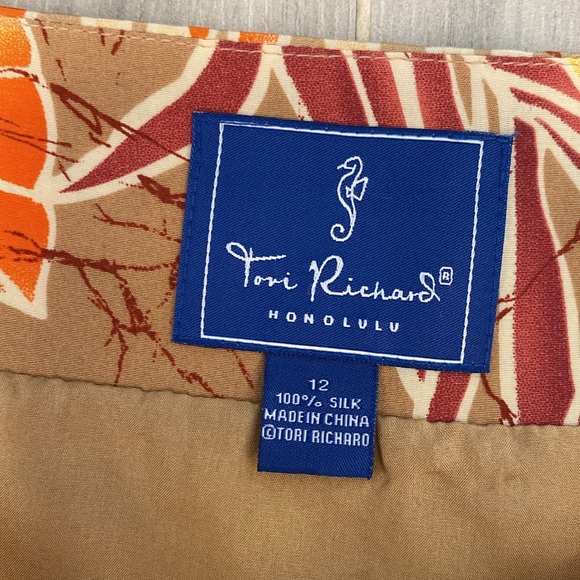 Tori Richard®
HONOLULU
12
100% SILK
MADE IN CHINA
©TORI RICHARD